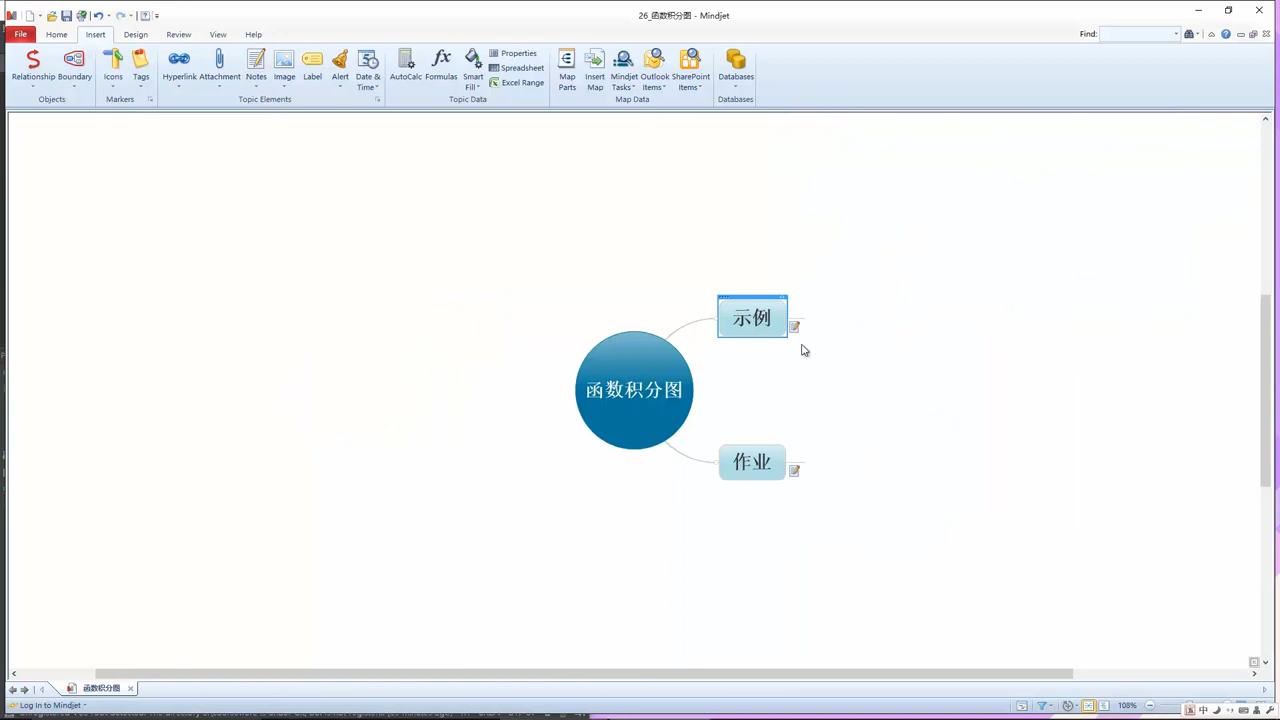 26_函数积分图 - Mindjet
File
Home
Insert
Design
Review
View
Help
Find:
Relationship
Boundary
Icons
Tags
Hyperlink
Attachment
Notes
Image
Label
Alert
Date & Time
AutoCalc
Formulas
Smart Fill
Properties
Spreadsheet
Excel Range
Map Parts
Insert Map
Mindjet Tasks
Outlook Items
SharePoint Items
Databases
Objects
Markers
Topic Elements
Topic Data
Map Data
Databases
示例
函数积分图
作业
函数积分图
Log In to Mindjet
108%
中